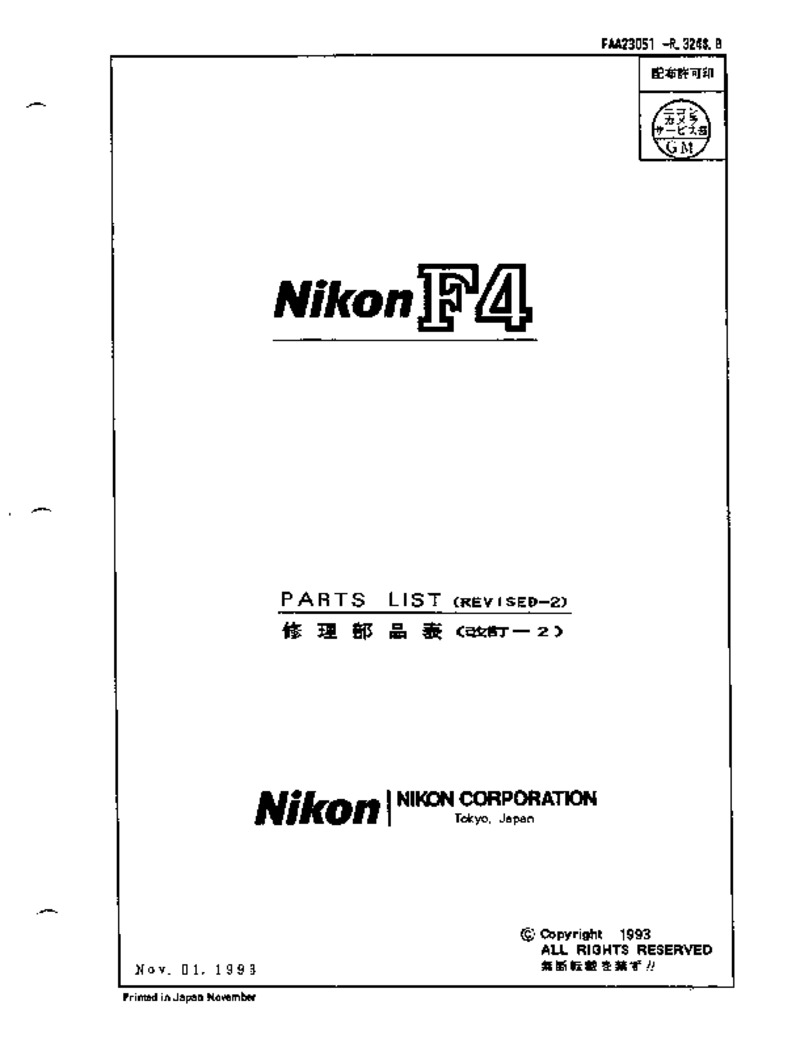 FAA23051 -R. 3248. B
配布許可印
ニコン
カメラ
サービス部
GM
Nikon F4
PARTS LIST (REVISED-2)
修理部品表 (改訂-2)
Nikon | NIKON CORPORATION
Tokyo, Japan
© Copyright 1993
ALL RIGHTS RESERVED
無断転載を禁ず!!
Nov. 01. 1993
Printed in Japan November